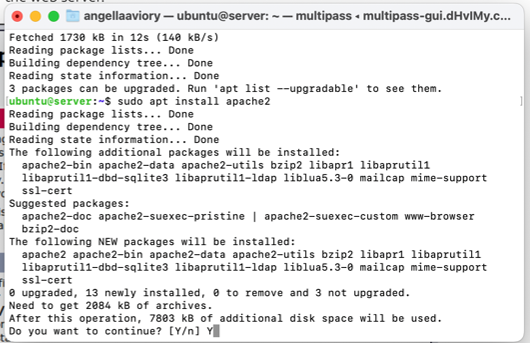 the web server
angellaaviory — ubuntu@server: ~ — multipass ◂ multipass-gui.dHvIMy.c...
Fetched 1730 kB in 12s (140 kB/s)
Reading package lists... Done
Building dependency tree... Done
Reading state information... Done
3 packages can be upgraded. Run 'apt list --upgradable' to see them.
ubuntu@server:~$ sudo apt install apache2
Reading package lists... Done
Building dependency tree... Done
Reading state information... Done
The following additional packages will be installed:
apache2-bin apache2-data apache2-utils bzip2 libapr1 libaprutil1
libaprutil1-dbd-sqlite3 libaprutil1-ldap liblua5.3-0 mailcap mime-support
ssl-cert
Suggested packages:
apache2-doc apache2-suexec-pristine | apache2-suexec-custom www-browser
bzip2-doc
The following NEW packages will be installed:
apache2 apache2-bin apache2-data apache2-utils bzip2 libapr1 libaprutil1
libaprutil1-dbd-sqlite3 libaprutil1-ldap liblua5.3-0 mailcap mime-support
ssl-cert
0 upgraded, 13 newly installed, 0 to remove and 3 not upgraded.
Need to get 2084 kB of archives.
After this operation, 7803 kB of additional disk space will be used.
Do you want to continue? [Y/n] Y